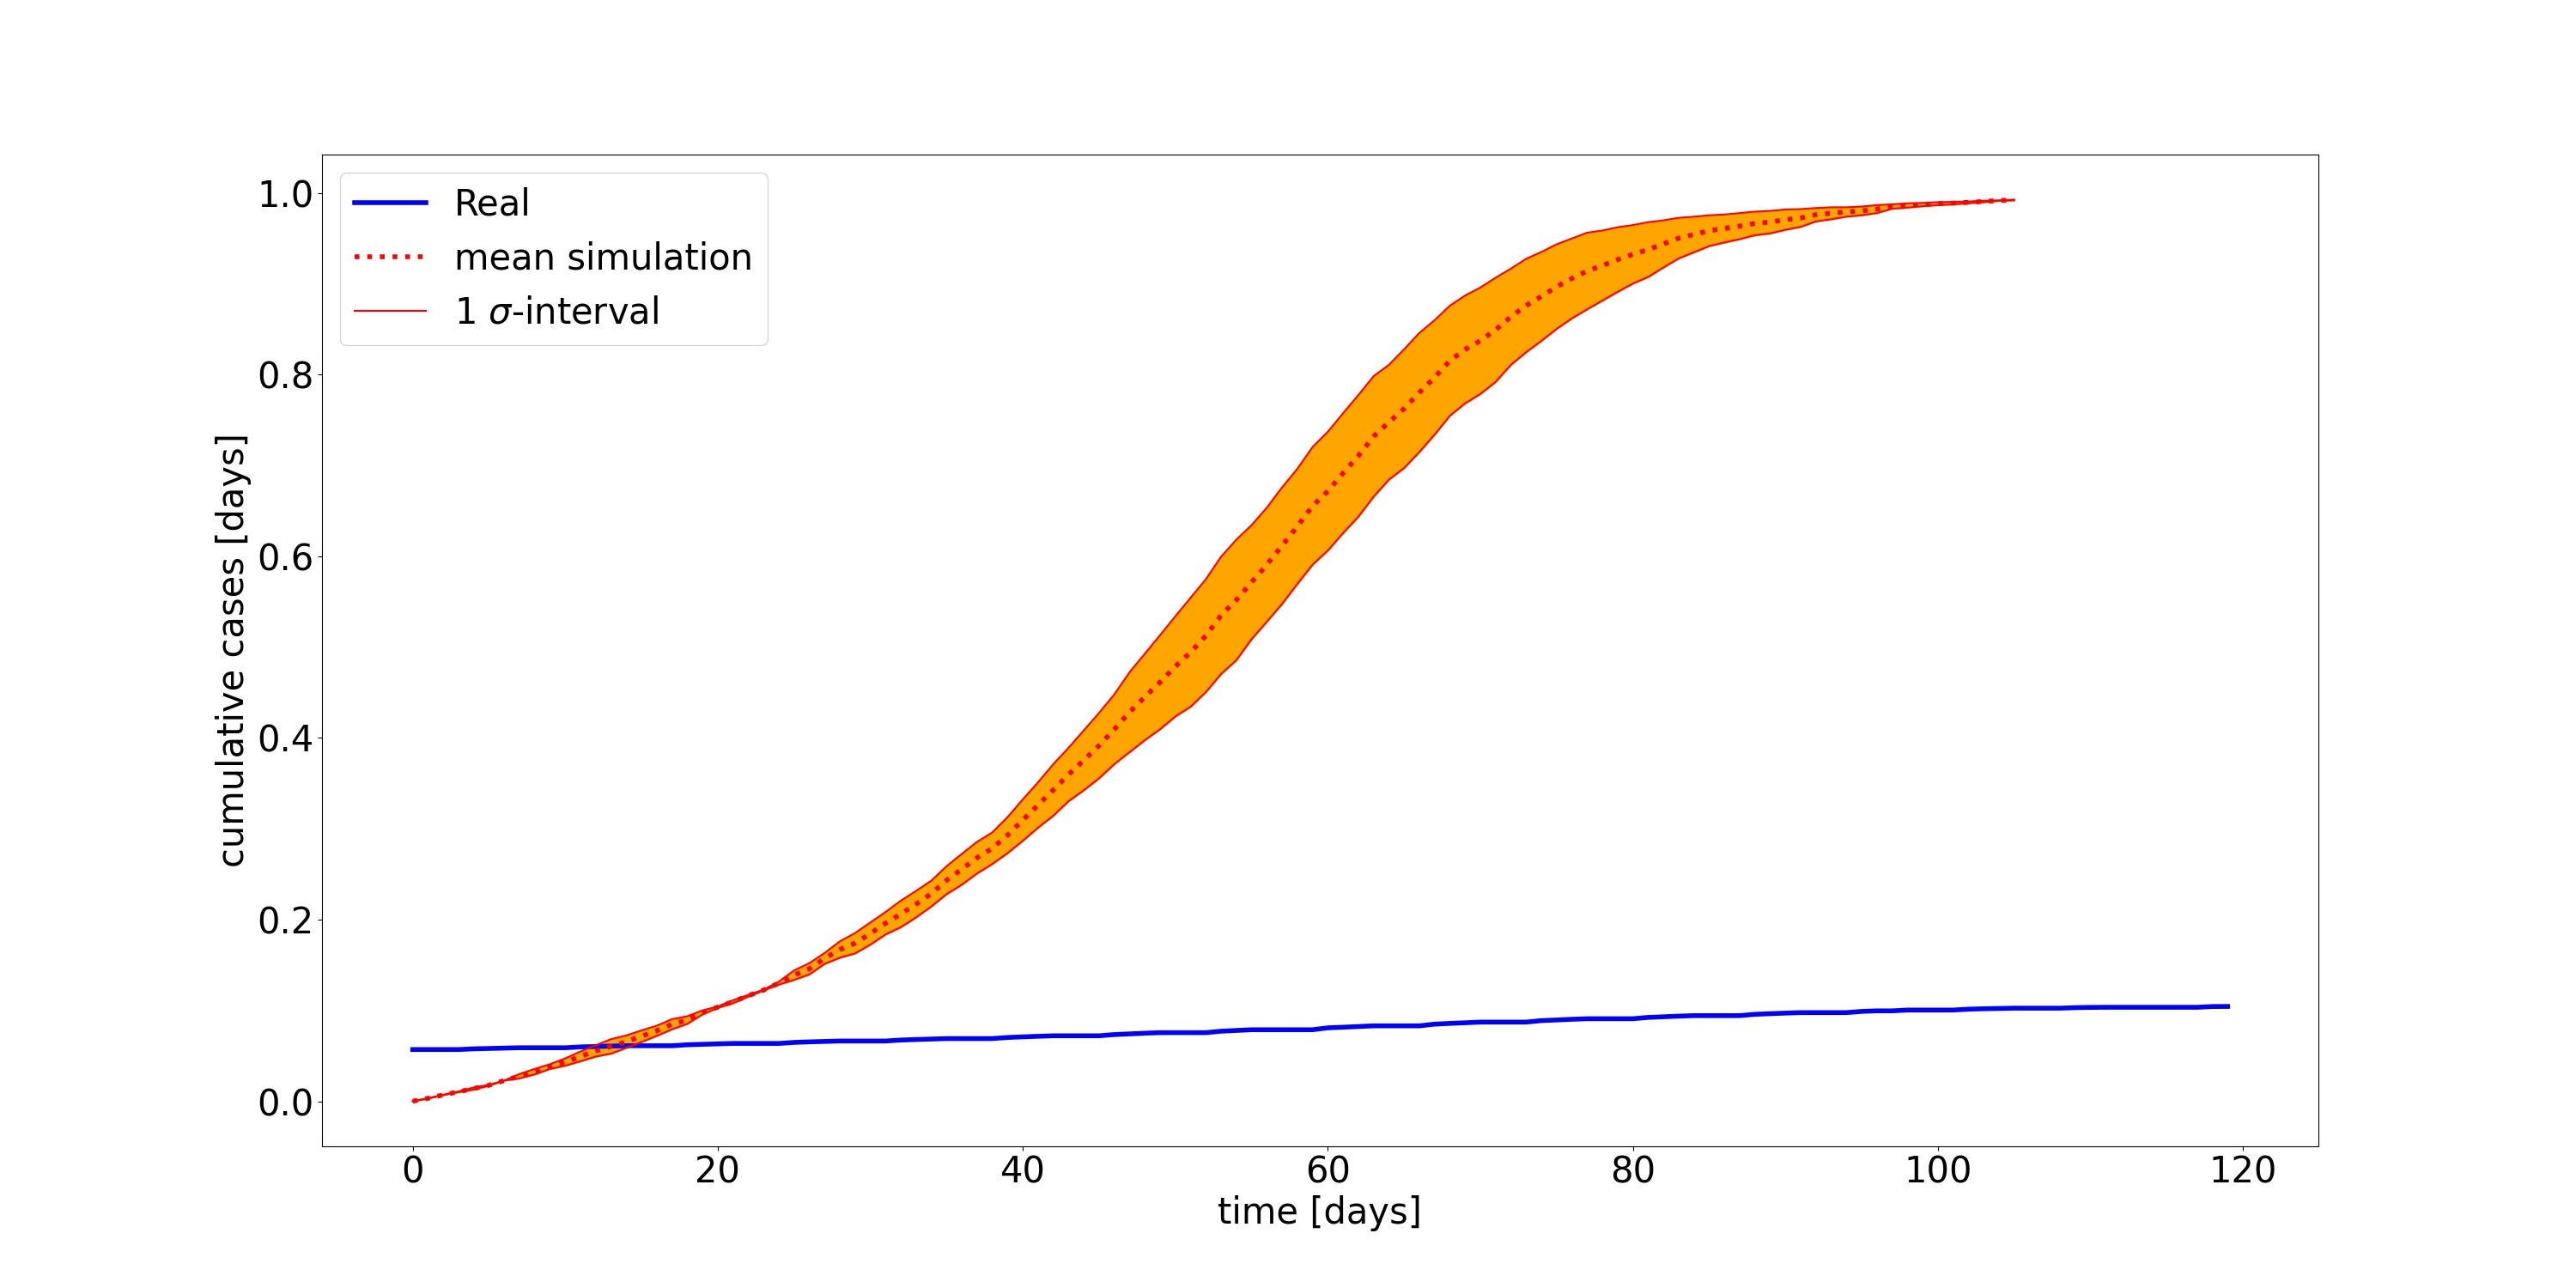 Real
mean simulation
1 σ-interval
1.0
0.8
0.6
0.4
0.2
0.0
cumulative cases [days]
0 20 40 60 80 100 120
time [days]